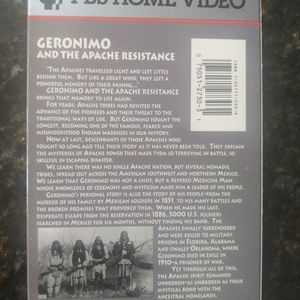 PBS HOME VIDEO
GERONIMO
AND THE APACHE RESISTANCE
"The Apaches travelled light and left little
behind them. But like a great wind, they left a
powerful memory of their passing..."
Geronimo and the Apache Resistance
brings that memory to life again.
For years, Apache tribes had resisted the
advance of the pioneers and their threat to the
traditional ways of life. But Geronimo fought the
longest, becoming one of the famous, feared and
misunderstood Indian warriors in our history.
Now at last, descendants of those Apaches who
fought so long ago tell their story as it has never been told. They explain
the mysteries of Apache power that made them so terrifying in battle, so
skillful in escaping disaster.
We learn there was no single Apache nation, but several nomadic
tribes, spread out across the American southwest and northern Mexico.
We learn that Geronimo was not a chief, but a revered Medicine Man
whose knowledge of ceremony and mysticism made him a leader of his people.
Geronimo's personal story is also the story of his people—from the
murder of his family by Mexican soldiers in 1851, to his many battles and
the broken promises that provoked them. When he made his last,
desperate escape from the reservation in 1886, 5000 U.S. soldiers
searched in Mexico for six months, without finding his band. The
Apaches finally surrendered
and were exiled to military
prisons in Florida, Alabama
and finally Oklahoma, where
Geronimo died in exile in
1910—a prisoner of war.
Yet through all of this,
the Apache spirit remained
unbroken—as unbroken as their
mystical bond with the
ancestral homelands.